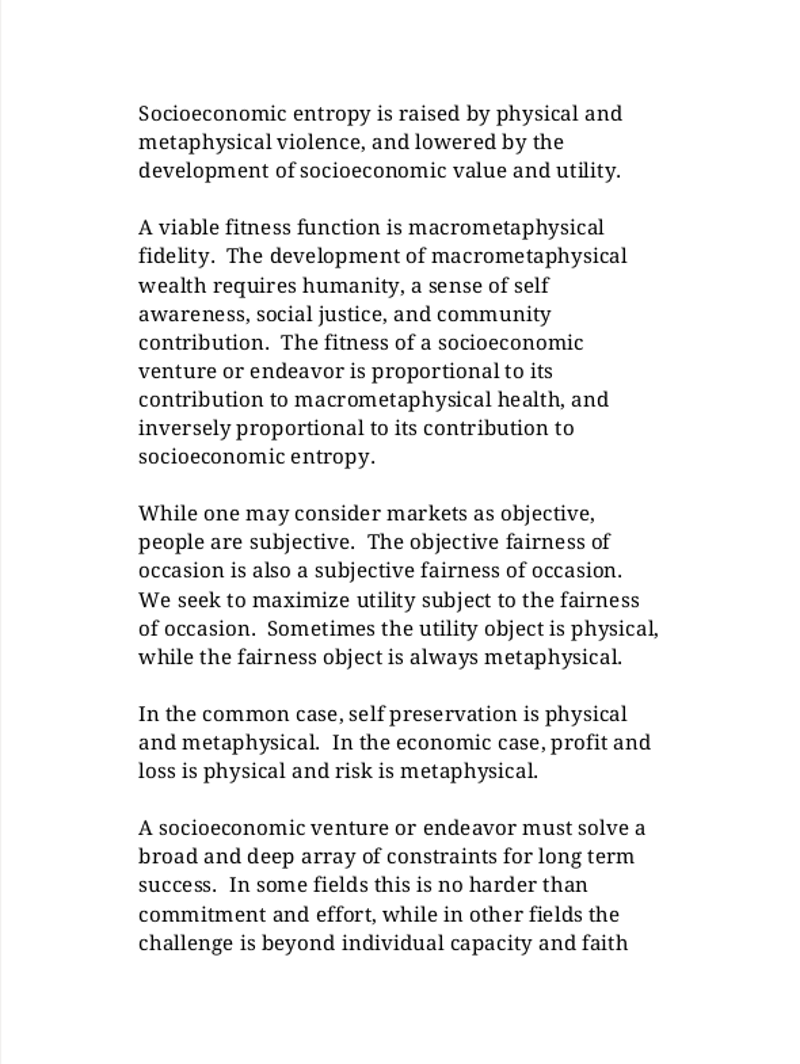 Socioeconomic entropy is raised by physical and
metaphysical violence, and lowered by the
development of socioeconomic value and utility.
A viable fitness function is macrometaphysical
fidelity.  The development of macrometaphysical
wealth requires humanity, a sense of self
awareness, social justice, and community
contribution.  The fitness of a socioeconomic
venture or endeavor is proportional to its
contribution to macrometaphysical health, and
inversely proportional to its contribution to
socioeconomic entropy.
While one may consider markets as objective,
people are subjective.  The objective fairness of
occasion is also a subjective fairness of occasion.
We seek to maximize utility subject to the fairness
of occasion.  Sometimes the utility object is physical,
while the fairness object is always metaphysical.
In the common case, self preservation is physical
and metaphysical.  In the economic case, profit and
loss is physical and risk is metaphysical.
A socioeconomic venture or endeavor must solve a
broad and deep array of constraints for long term
success.  In some fields this is no harder than
commitment and effort, while in other fields the
challenge is beyond individual capacity and faith